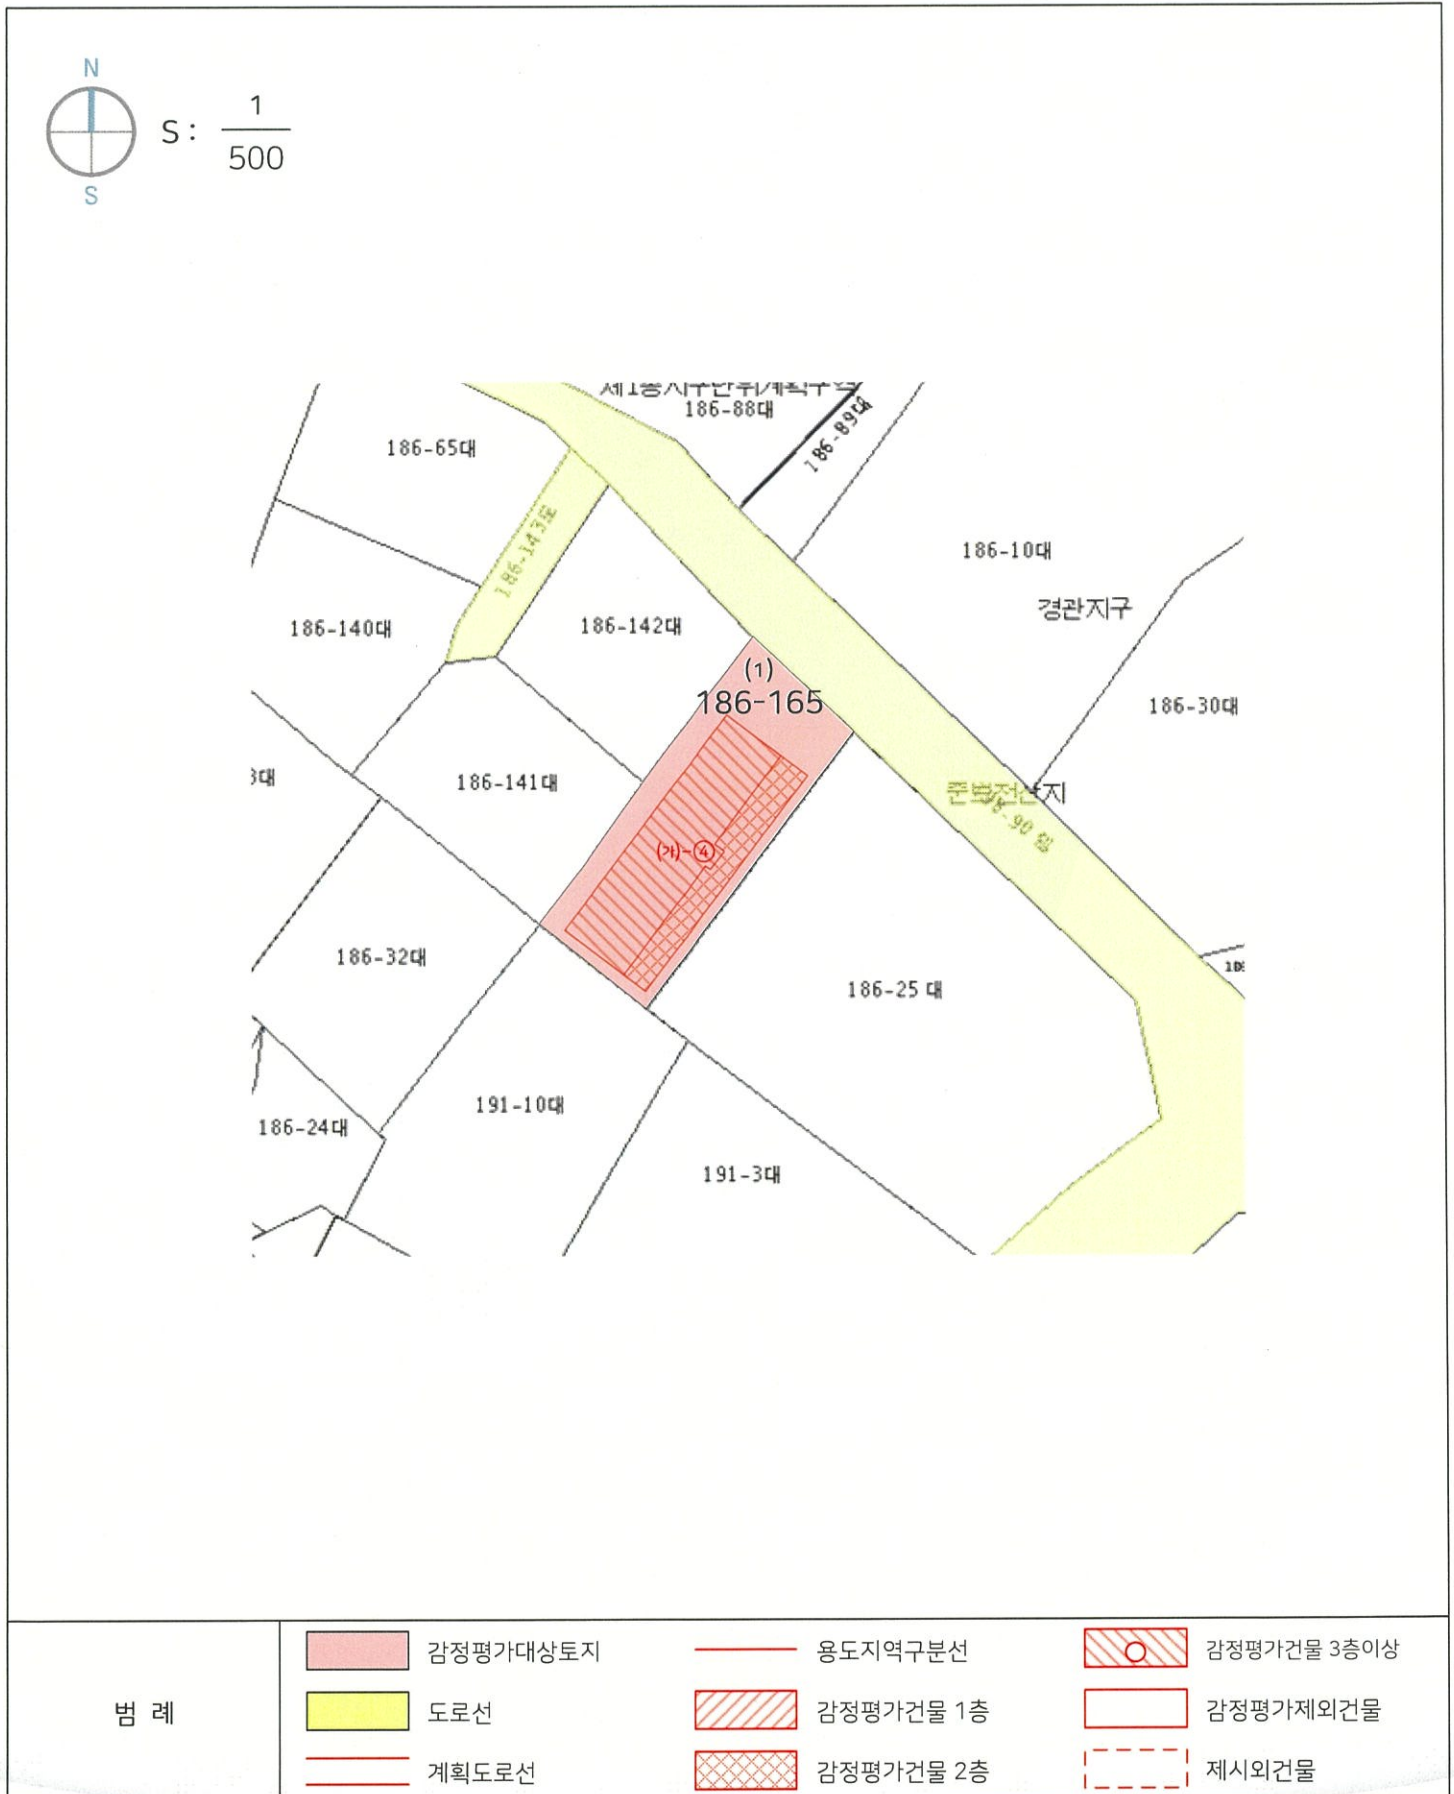 N
S :
1
500
S
186-88대
186-89대
186-65대
186-143도
186-10대
경관지구
186-140대
186-142대
(1)
186-165
186-30대
186-141대
(가)-④
186-32대
186-25 대
191-10대
186-24대
191-3대
범 례
감정평가대상토지
용도지역구분선
감정평가건물 3층이상
도로선
감정평가건물 1층
감정평가제외건물
계획도로선
감정평가건물 2층
제시외건물